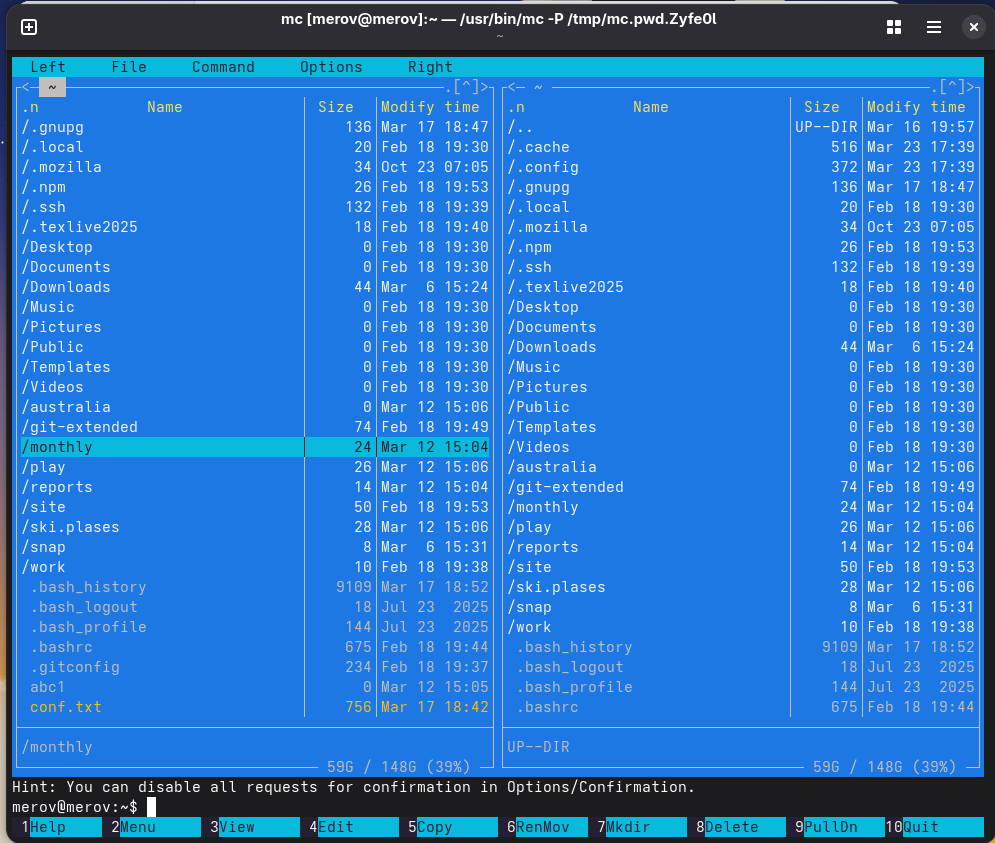 mc [merov@merov]:~ — /usr/bin/mc -P /tmp/mc.pwd.Zyfe0l
~
Left File Command Options Right
<─ ~ .[^]>
.n Name Size Modify time
/.gnupg 136 Mar 17 18:47
/.local 20 Feb 18 19:30
/.mozilla 34 Oct 23 07:05
/.npm 26 Feb 18 19:53
/.ssh 132 Feb 18 19:39
/.texlive2025 18 Feb 18 19:40
/Desktop 0 Feb 18 19:30
/Documents 0 Feb 18 19:30
/Downloads 44 Mar 6 15:24
/Music 0 Feb 18 19:30
/Pictures 0 Feb 18 19:30
/Public 0 Feb 18 19:30
/Templates 0 Feb 18 19:30
/Videos 0 Feb 18 19:30
/australia 0 Mar 12 15:06
/git-extended 74 Feb 18 19:49
/monthly 24 Mar 12 15:04
/play 26 Mar 12 15:06
/reports 14 Mar 12 15:04
/site 50 Feb 18 19:53
/ski.plases 28 Mar 12 15:06
/snap 8 Mar 6 15:31
/work 10 Feb 18 19:38
.bash_history 9109 Mar 17 18:52
.bash_logout 18 Jul 23 2025
.bash_profile 144 Jul 23 2025
.bashrc 675 Feb 18 19:44
.gitconfig 234 Feb 18 19:37
abc1 0 Mar 12 15:05
conf.txt 756 Mar 17 18:42
/monthly
59G / 148G (39%)
<─ ~ .[^]>
.n Name Size Modify time
/.. UP--DIR Mar 16 19:57
/.cache 516 Mar 23 17:39
/.config 372 Mar 23 17:39
/.gnupg 136 Mar 17 18:47
/.local 20 Feb 18 19:30
/.mozilla 34 Oct 23 07:05
/.npm 26 Feb 18 19:53
/.ssh 132 Feb 18 19:39
/.texlive2025 18 Feb 18 19:40
/Desktop 0 Feb 18 19:30
/Documents 0 Feb 18 19:30
/Downloads 44 Mar 6 15:24
/Music 0 Feb 18 19:30
/Pictures 0 Feb 18 19:30
/Public 0 Feb 18 19:30
/Templates 0 Feb 18 19:30
/Videos 0 Feb 18 19:30
/australia 0 Mar 12 15:06
/git-extended 74 Feb 18 19:49
/monthly 24 Mar 12 15:04
/play 26 Mar 12 15:06
/reports 14 Mar 12 15:04
/site 50 Feb 18 19:53
/ski.plases 28 Mar 12 15:06
/snap 8 Mar 6 15:31
/work 10 Feb 18 19:38
.bash_history 9109 Mar 17 18:52
.bash_logout 18 Jul 23 2025
.bash_profile 144 Jul 23 2025
.bashrc 675 Feb 18 19:44
UP--DIR
59G / 148G (39%)
Hint: You can disable all requests for confirmation in Options/Confirmation.
merov@merov:~$
1Help 2Menu 3View 4Edit 5Copy 6RenMov 7Mkdir 8Delete 9PullDn 10Quit